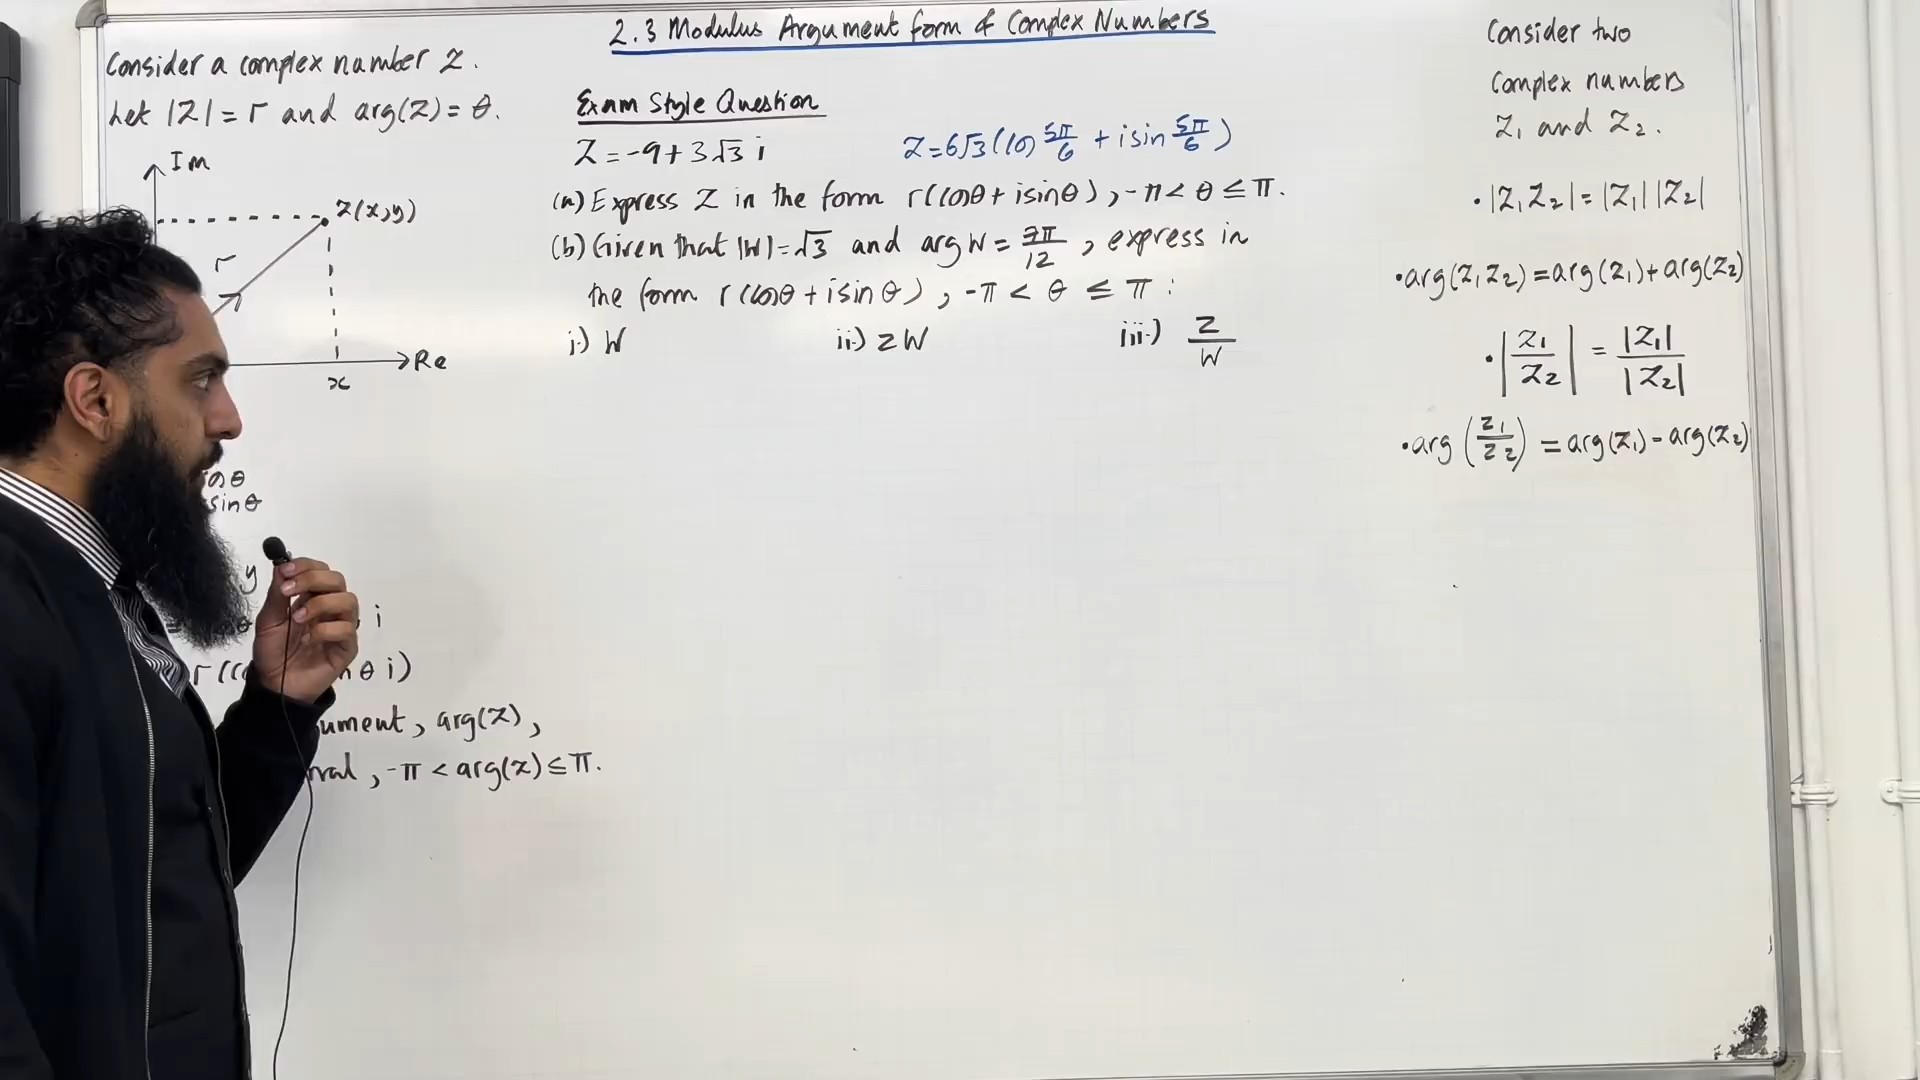 2.3 Modulus Argument form of Complex Numbers
Consider a complex number Z.
Let |Z| = r and arg(Z) = θ.
Im
Z(x,y)
r
Re
x
osθ
sinθ
y
i
r(c θ i)
ument, arg(Z),
rval, -π < arg(z) ≤ π.
Exam Style Question
Z = -9 + 3√3 i
Z = 6√3 (cos 5π/6 + i sin 5π/6)
(a) Express Z in the form r(cosθ + isinθ), -π < θ ≤ π.
(b) Given that |W| = √3 and arg W = 7π/12, express in
the form r(cosθ + isinθ), -π < θ ≤ π :
i) W
ii) ZW
iii) Z/W
Consider two
Complex numbers
Z₁ and Z₂.
• |Z₁Z₂| = |Z₁||Z₂|
• arg(Z₁Z₂) = arg(Z₁) + arg(Z₂)
• |Z₁/Z₂| = |Z₁|/|Z₂|
• arg(Z₁/Z₂) = arg(Z₁) - arg(Z₂)